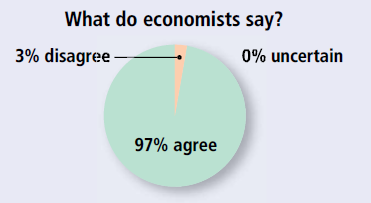 What do economists say?
3% disagree
0% uncertain
97% agree